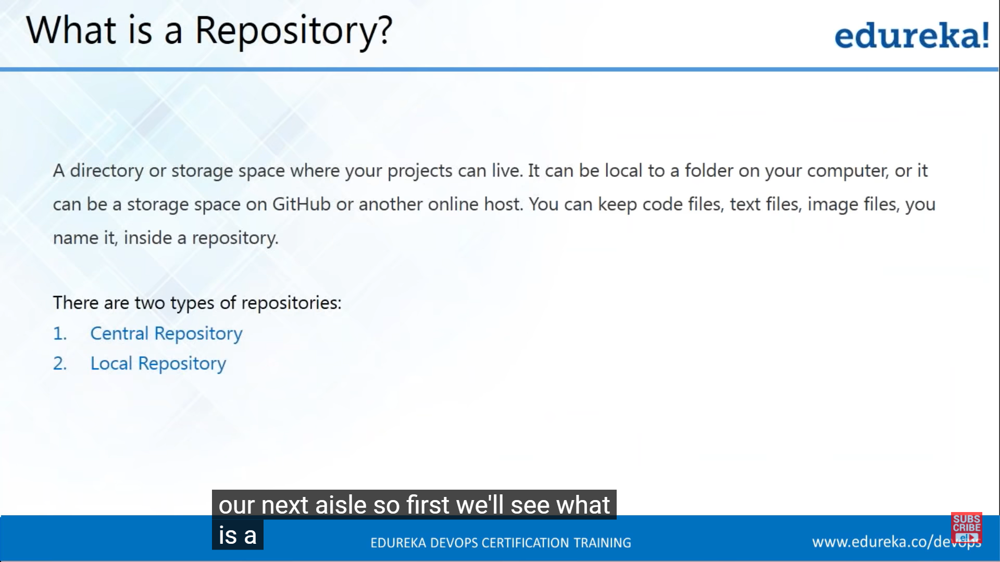 What is a Repository?
edureka!
A directory or storage space where your projects can live. It can be local to a folder on your computer, or it
can be a storage space on GitHub or another online host. You can keep code files, text files, image files, you
name it, inside a repository.
There are two types of repositories:
1. Central Repository
2. Local Repository
our next aisle so first we'll see what
is a
EDUREKA DEVOPS CERTIFICATION TRAINING
www.edureka.co/devops
SUBS
CRIBE
e!